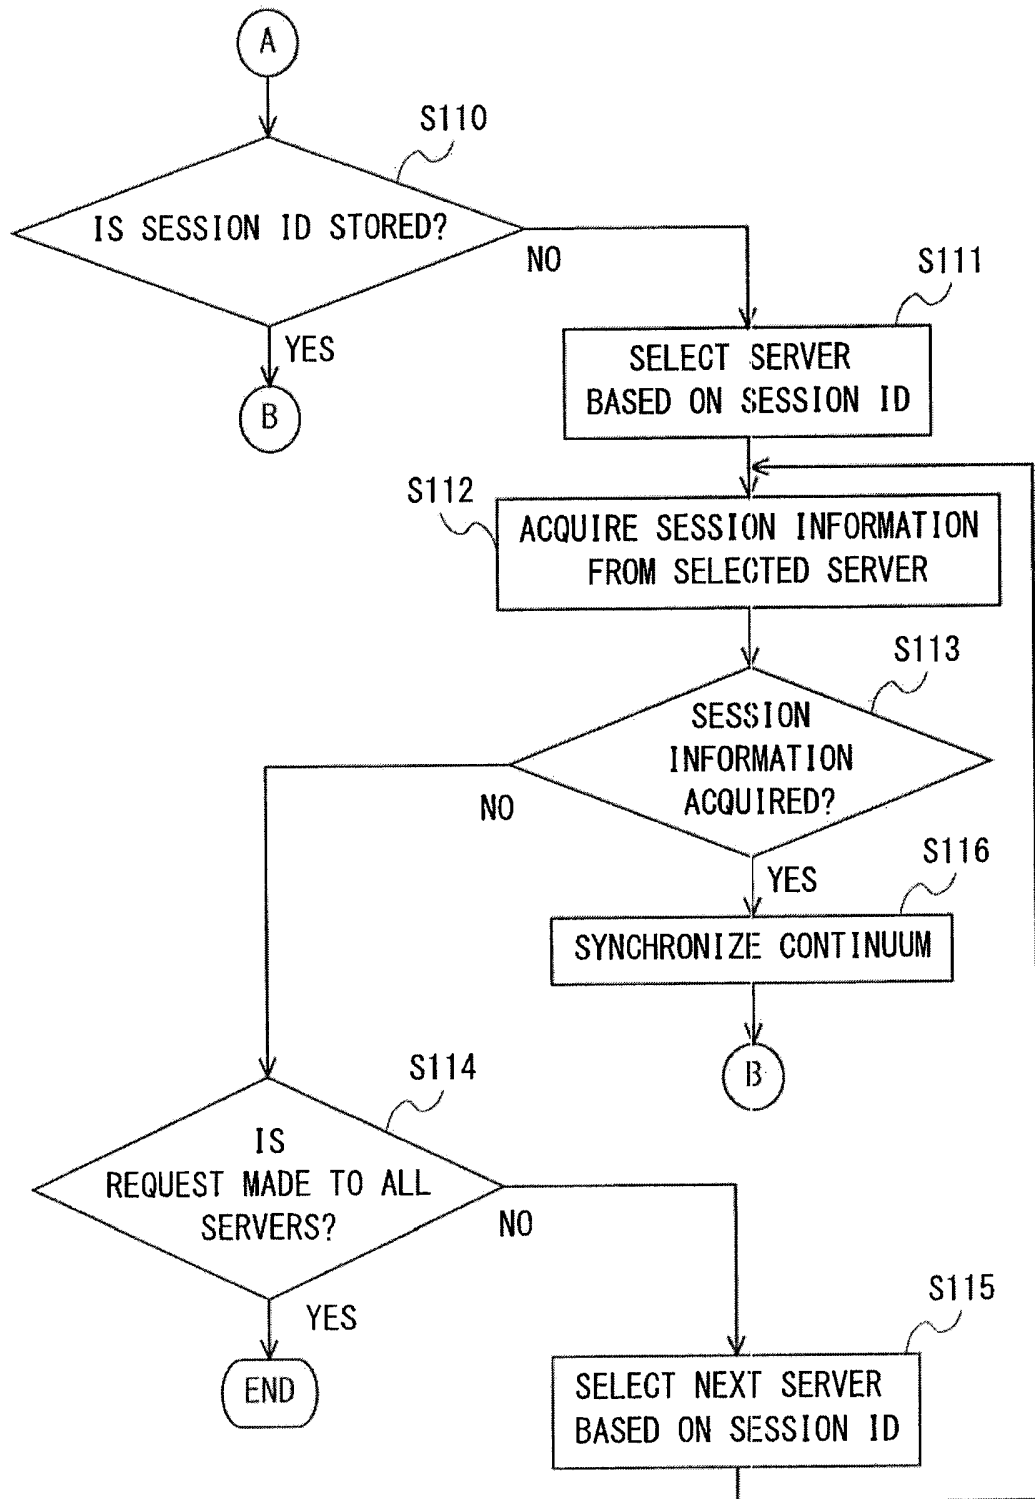 A
S110
IS SESSION ID STORED?
NO
S111
YES
SELECT SERVER
BASED ON SESSION ID
B
S112
ACQUIRE SESSION INFORMATION
FROM SELECTED SERVER
S113
SESSION
INFORMATION
ACQUIRED?
NO
YES
S116
SYNCHRONIZE CONTINUUM
B
S114
IS
REQUEST MADE TO ALL
SERVERS?
NO
YES
S115
END
SELECT NEXT SERVER
BASED ON SESSION ID